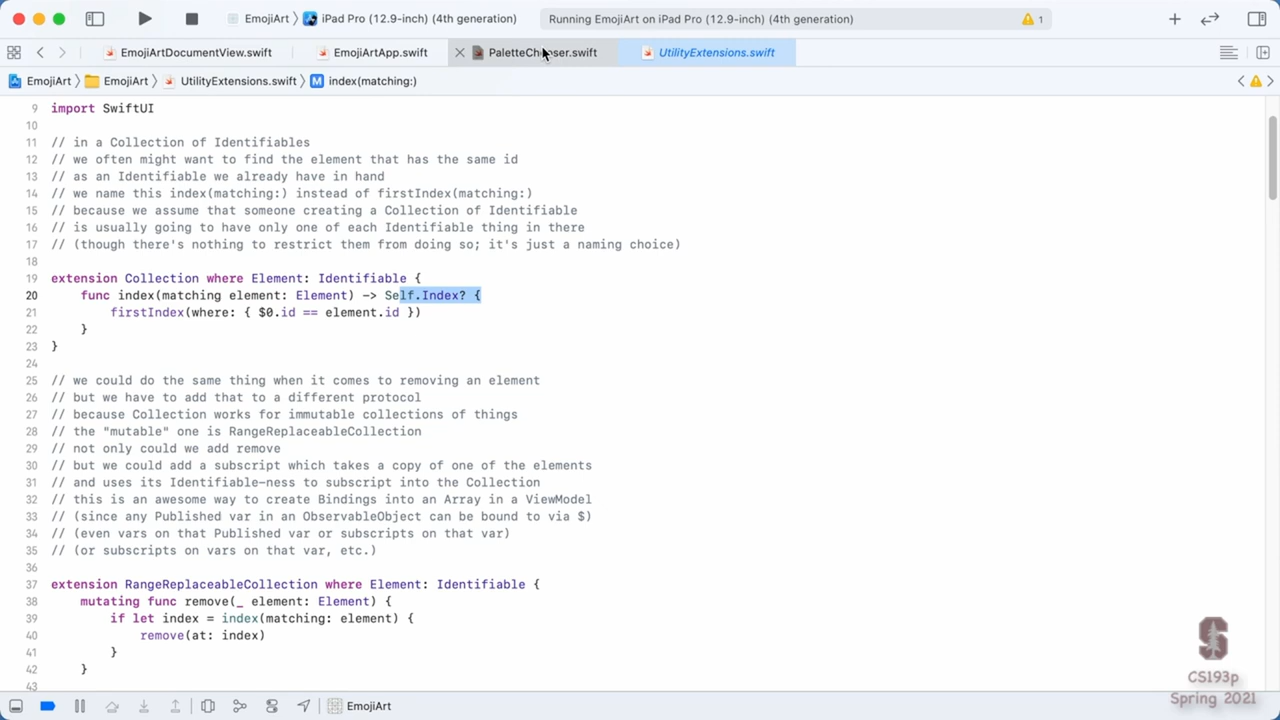 EmojiArt iPad Pro (12.9-inch) (4th generation) Running EmojiArt on iPad Pro (12.9-inch) (4th generation) 1
EmojiArtDocumentView.swift EmojiArtApp.swift PaletteChooser.swift UtilityExtensions.swift
EmojiArt EmojiArt UtilityExtensions.swift M index(matching:)
9 import SwiftUI
10
11 // in a Collection of Identifiables
12 // we often might want to find the element that has the same id
13 // as an Identifiable we already have in hand
14 // we name this index(matching:) instead of firstIndex(matching:)
15 // because we assume that someone creating a Collection of Identifiable
16 // is usually going to have only one of each Identifiable thing in there
17 // (though there's nothing to restrict them from doing so; it's just a naming choice)
18
19 extension Collection where Element: Identifiable {
20 func index(matching element: Element) -> Self.Index? {
21 firstIndex(where: { $0.id == element.id })
22 }
23 }
24
25 // we could do the same thing when it comes to removing an element
26 // but we have to add that to a different protocol
27 // because Collection works for immutable collections of things
28 // the "mutable" one is RangeReplaceableCollection
29 // not only could we add remove
30 // but we could add a subscript which takes a copy of one of the elements
31 // and uses its Identifiable-ness to subscript into the Collection
32 // this is an awesome way to create Bindings into an Array in a ViewModel
33 // (since any Published var in an ObservableObject can be bound to via $)
34 // (even vars on that Published var or subscripts on that var)
35 // (or subscripts on vars on that var, etc.)
36
37 extension RangeReplaceableCollection where Element: Identifiable {
38 mutating func remove(_ element: Element) {
39 if let index = index(matching: element) {
40 remove(at: index)
41 }
42 }
43
S
CS193p
Spring 2021
EmojiArt